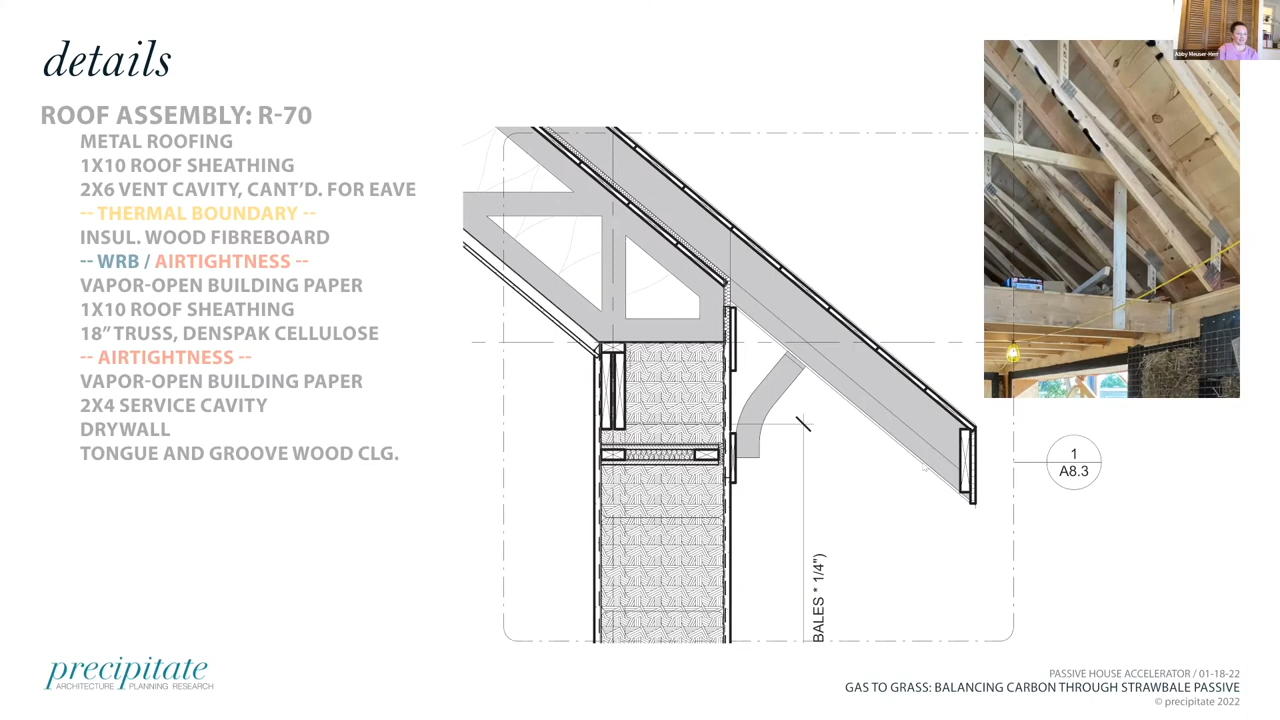 details
ROOF ASSEMBLY: R-70
METAL ROOFING
1X10 ROOF SHEATHING
2X6 VENT CAVITY, CANT'D. FOR EAVE
-- THERMAL BOUNDARY --
INSUL. WOOD FIBREBOARD
-- WRB / AIRTIGHTNESS --
VAPOR-OPEN BUILDING PAPER
1X10 ROOF SHEATHING
18" TRUSS, DENSPAK CELLULOSE
-- AIRTIGHTNESS --
VAPOR-OPEN BUILDING PAPER
2X4 SERVICE CAVITY
DRYWALL
TONGUE AND GROOVE WOOD CLG.
1
A8.3
BALES * 1/4")
precipitate
ARCHITECTURE PLANNING RESEARCH
PASSIVE HOUSE ACCELERATOR / 01-18-22
GAS TO GRASS: BALANCING CARBON THROUGH STRAWBALE PASSIVE
© precipitate 2022